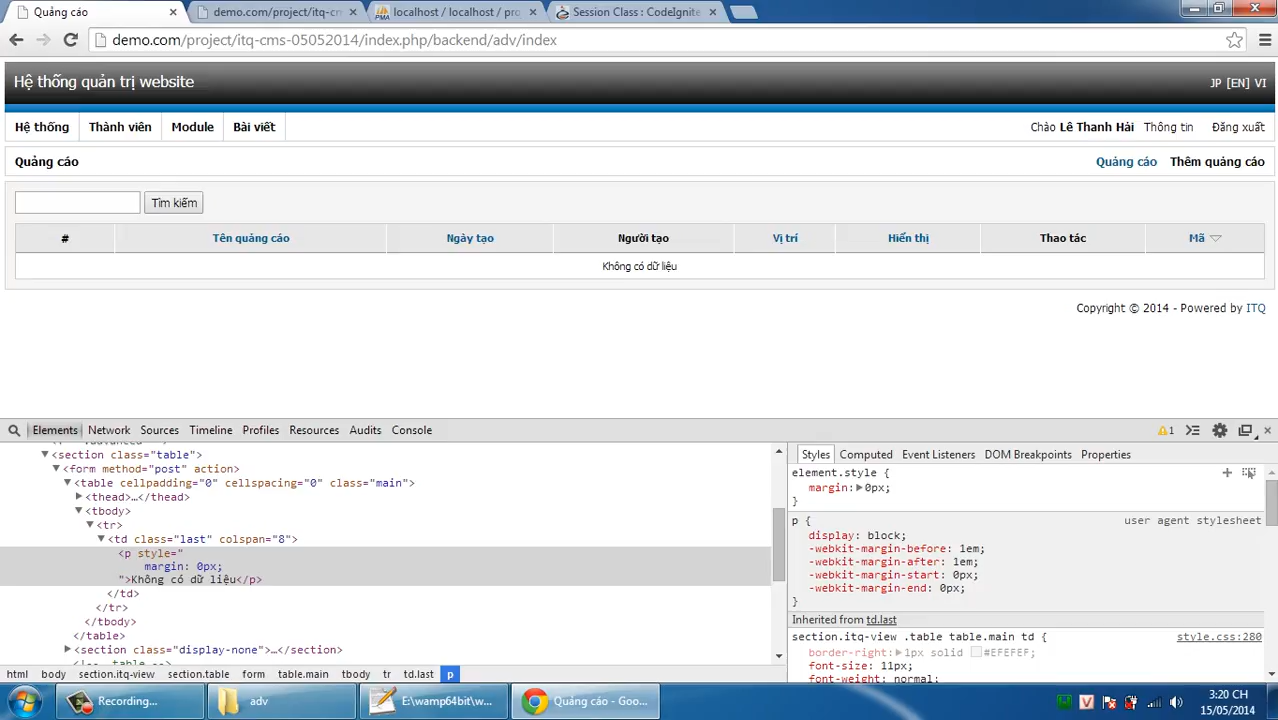 Quảng cáo
demo.com/project/itq-cm
localhost / localhost / pro
Session Class : CodeIgnite
demo.com/project/itq-cms-05052014/index.php/backend/adv/index
Hệ thống quản trị website
JP [EN] VI
Hệ thống Thành viên Module Bài viết
Chào Lê Thanh Hải Thông tin Đăng xuất
Quảng cáo
Quảng cáo Thêm quảng cáo
Tìm kiếm
# Tên quảng cáo Ngày tạo Người tạo Vị trí Hiển thị Thao tác Mã
Không có dữ liệu
Copyright © 2014 - Powered by ITQ
Elements Network Sources Timeline Profiles Resources Audits Console
1
<section class="table">
<form method="post" action>
<table cellpadding="0" cellspacing="0" class="main">
<thead>…</thead>
<tbody>
<tr>
<td class="last" colspan="8">
<p style="
margin: 0px;
">Không có dữ liệu</p>
</td>
</tr>
</tbody>
</table>
<section class="display-none">…</section>
html body section.itq-view section.table form table.main tbody tr td.last p
Styles Computed Event Listeners DOM Breakpoints Properties
element.style {
margin: 0px;
}
p { user agent stylesheet
display: block;
-webkit-margin-before: 1em;
-webkit-margin-after: 1em;
-webkit-margin-start: 0px;
-webkit-margin-end: 0px;
}
Inherited from td.last
section.itq-view .table table.main td { style.css:280
border-right: 1px solid #EFEFEF;
font-size: 11px;
font-weight: normal;
Recording...
adv
E:\wamp64bit\w...
Quảng cáo - Goo...
3:20 CH
15/05/2014